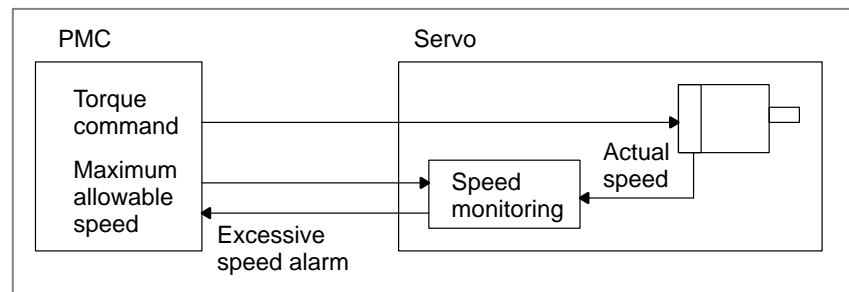 PMC
Servo
Torque
command
Maximum
allowable
speed
Speed
monitoring
Actual
speed
Excessive
speed alarm